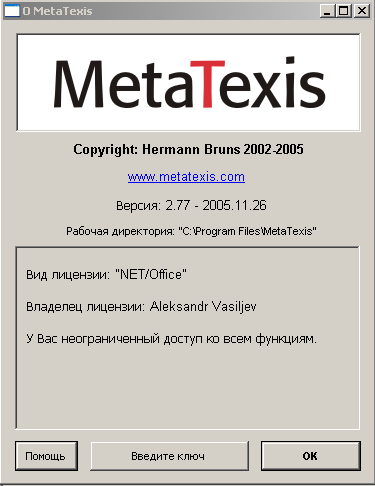 О MetaTexis
MetaTexis
Copyright: Hermann Bruns 2002-2005
www.metatexis.com
Версия: 2.77 - 2005.11.26
Рабочая директория: "C:\Program Files\MetaTexis"
Вид лицензии: "NET/Office"
Владелец лицензии: Aleksandr Vasiljev
У Вас неограниченный доступ ко всем функциям.
Помощь Введите ключ ОК